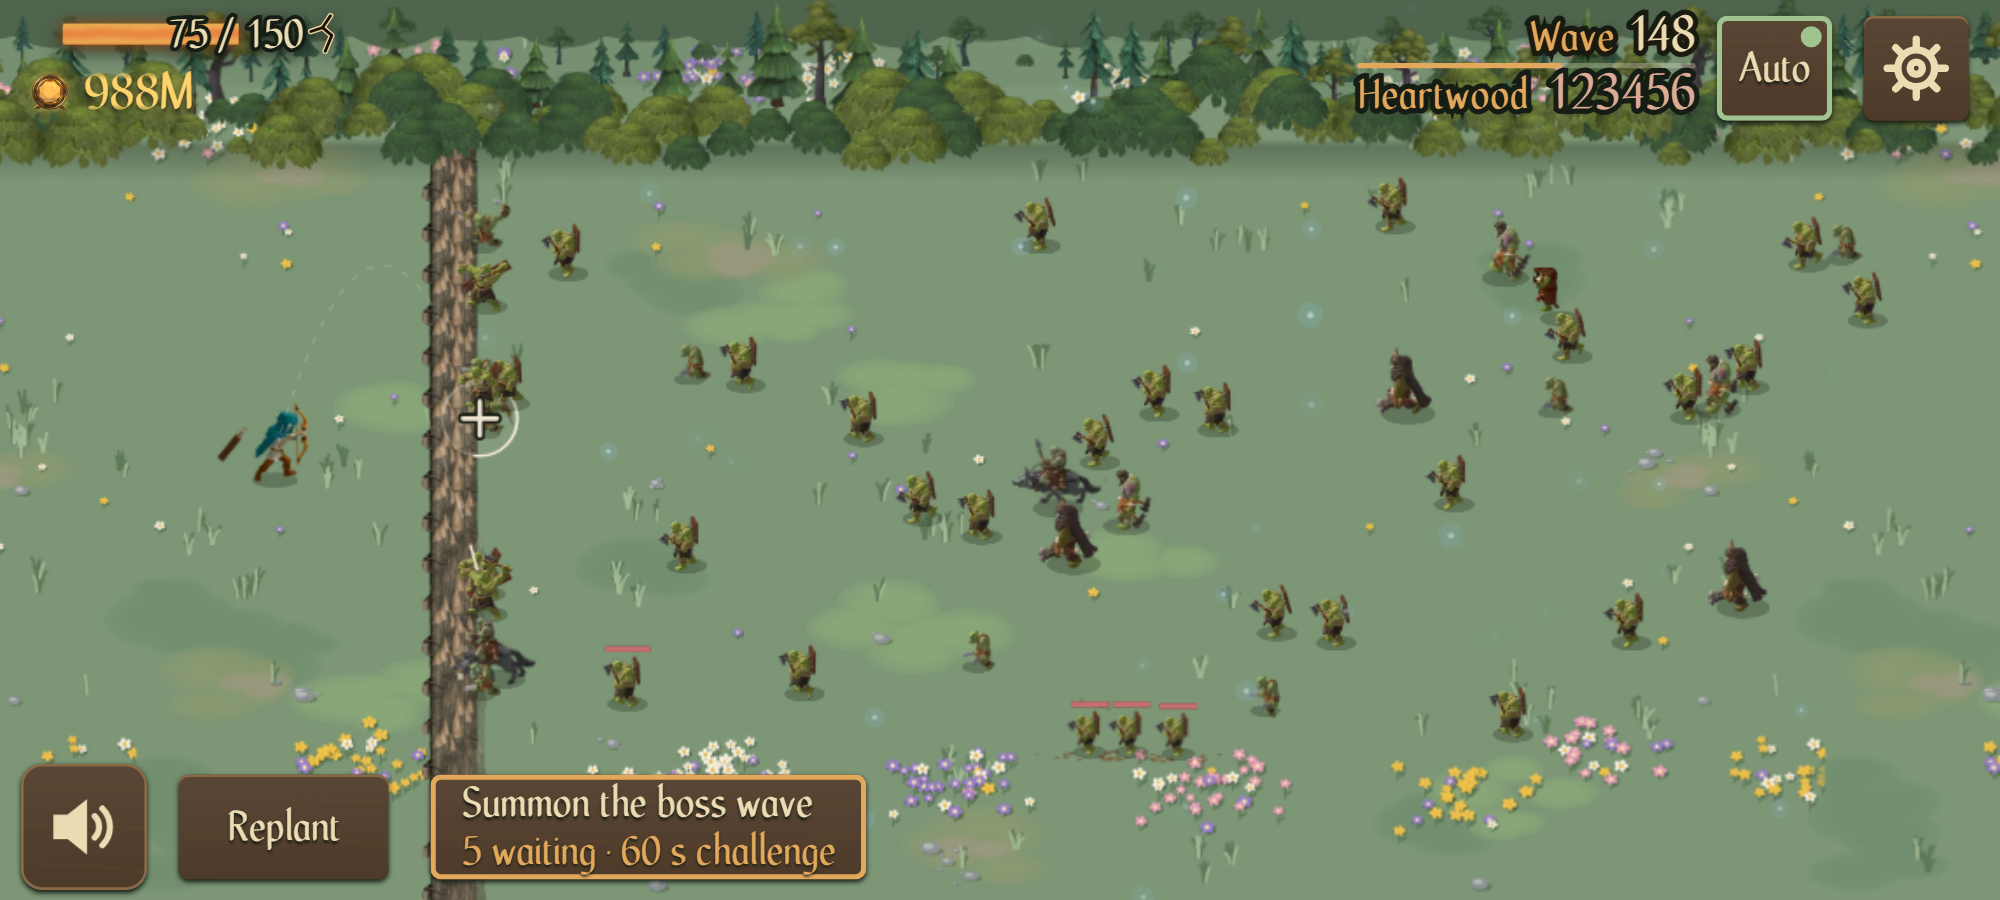 75 / 150
988M
Wave 148
Heartwood 123456
Auto
Replant
Summon the boss wave
5 waiting · 60 s challenge